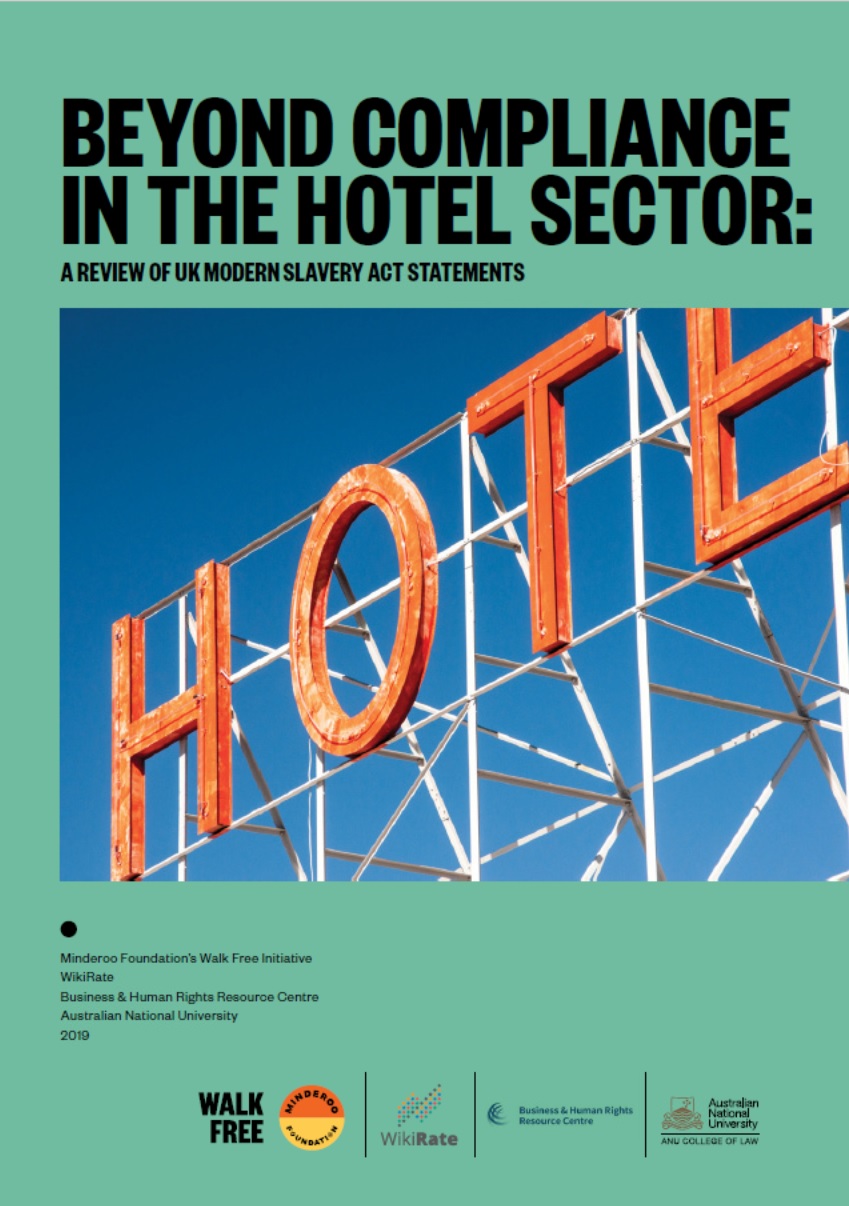 BEYOND COMPLIANCE
IN THE HOTEL SECTOR:
A REVIEW OF UK MODERN SLAVERY ACT STATEMENTS
HOTE
Minderoo Foundation's Walk Free Initiative
WikiRate
Business & Human Rights Resource Centre
Australian National University
2019
WALK
FREE
MINDEROO
FOUNDATION
WikiRate
Business & Human Rights
Resource Centre
Australian
National
University
ANU COLLEGE OF LAW